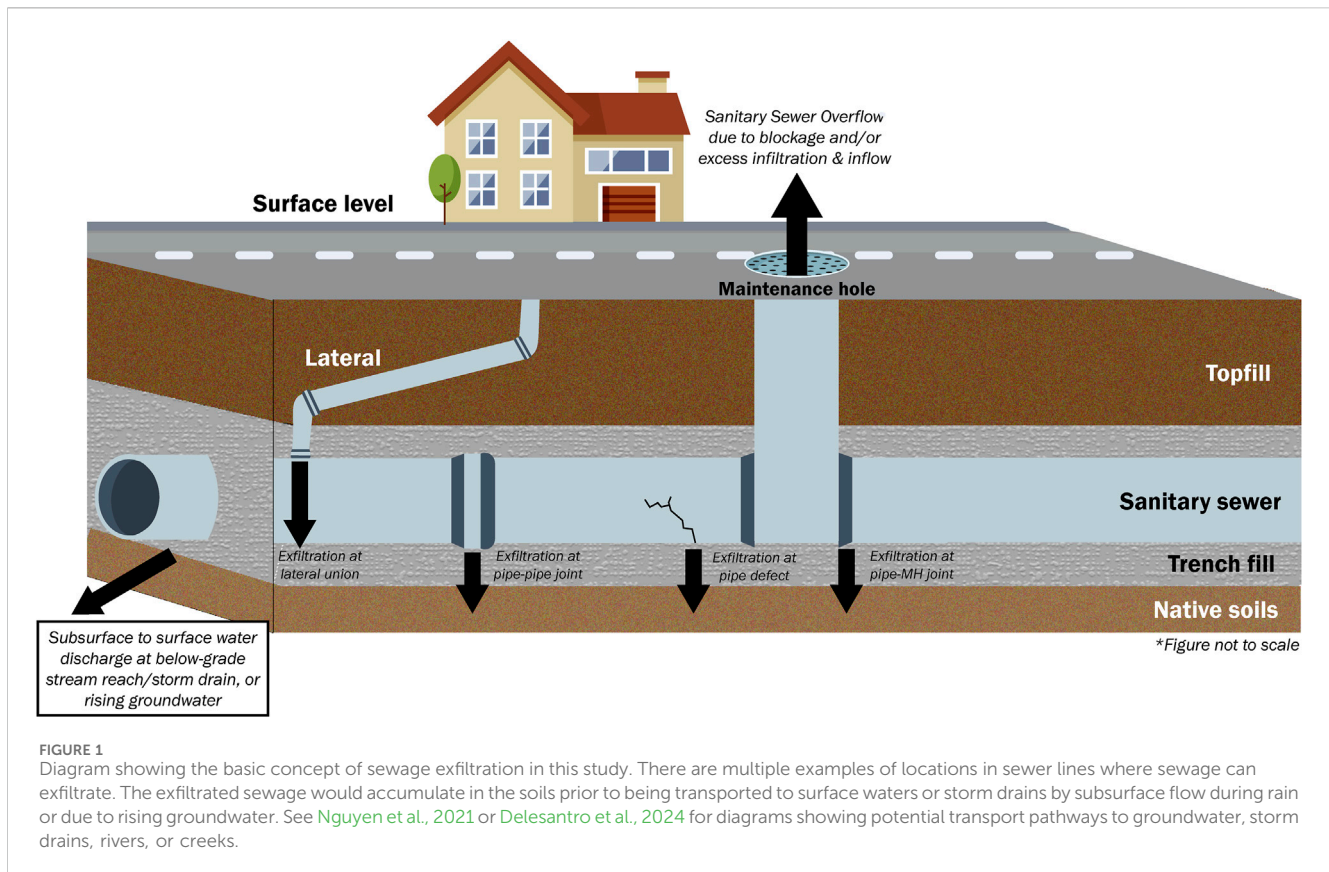 Sanitary Sewer Overflow
due to blockage and/or
excess infiltration & inflow
Surface level
Maintenance hole
Lateral
Topfill
Sanitary sewer
Exfiltration at
lateral union
Exfiltration at
pipe-pipe joint
Exfiltration at
pipe defect
Exfiltration at
pipe-MH joint
Trench fill
Native soils
*Figure not to scale
Subsurface to surface water
discharge at below-grade
stream reach/storm drain, or
rising groundwater
FIGURE 1
Diagram showing the basic concept of sewage exfiltration in this study. There are multiple examples of locations in sewer lines where sewage can
exfiltrate. The exfiltrated sewage would accumulate in the soils prior to being transported to surface waters or storm drains by subsurface flow during rain
or due to rising groundwater. See Nguyen et al., 2021 or Delesantro et al., 2024 for diagrams showing potential transport pathways to groundwater, storm
drains, rivers, or creeks.